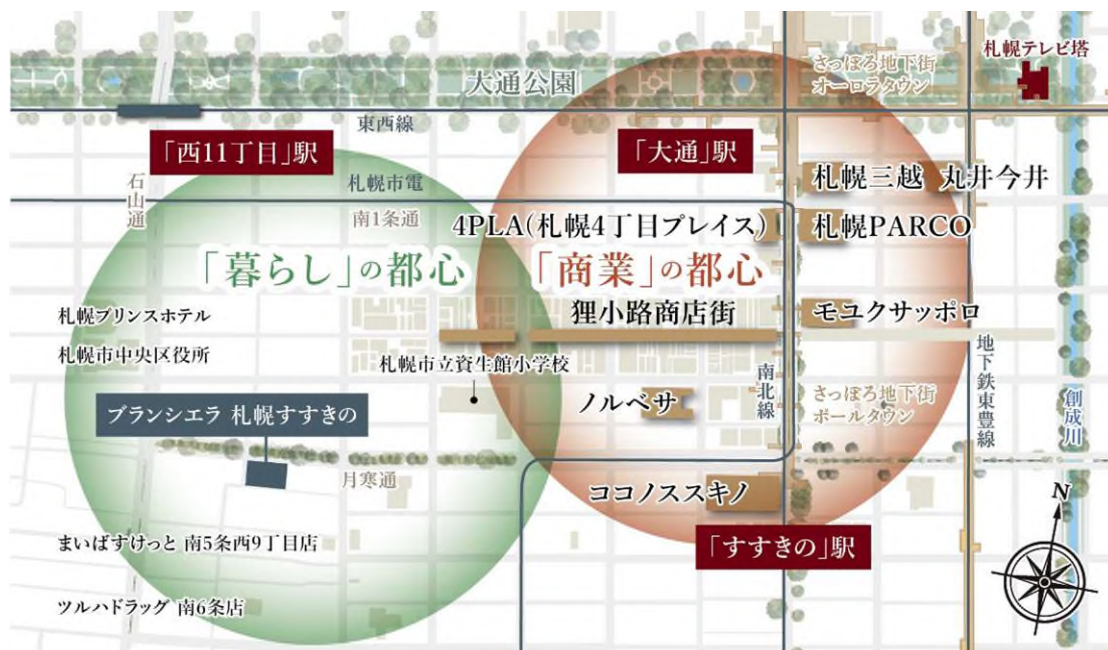 札幌テレビ塔
さっぽろ地下街
オーロラタウン
大通公園
東西線
「西11丁目」駅
「大通」駅
石山通
札幌市電
南1条通
札幌三越
丸井今井
4PLA(札幌4丁目プレイス)
札幌PARCO
「暮らし」の都心
「商業」の都心
札幌プリンスホテル
狸小路商店街
モユクサッポロ
札幌市中央区役所
札幌市立資生館小学校
南北線
地下鉄東豊線
創成川
ブランシエラ 札幌すすきの
ノルベサ
さっぽろ地下街
ポールタウン
月寒通
ココノススキノ
まいばすけっと 南5条西9丁目店
「すすきの」駅
N
ツルハドラッグ 南6条店